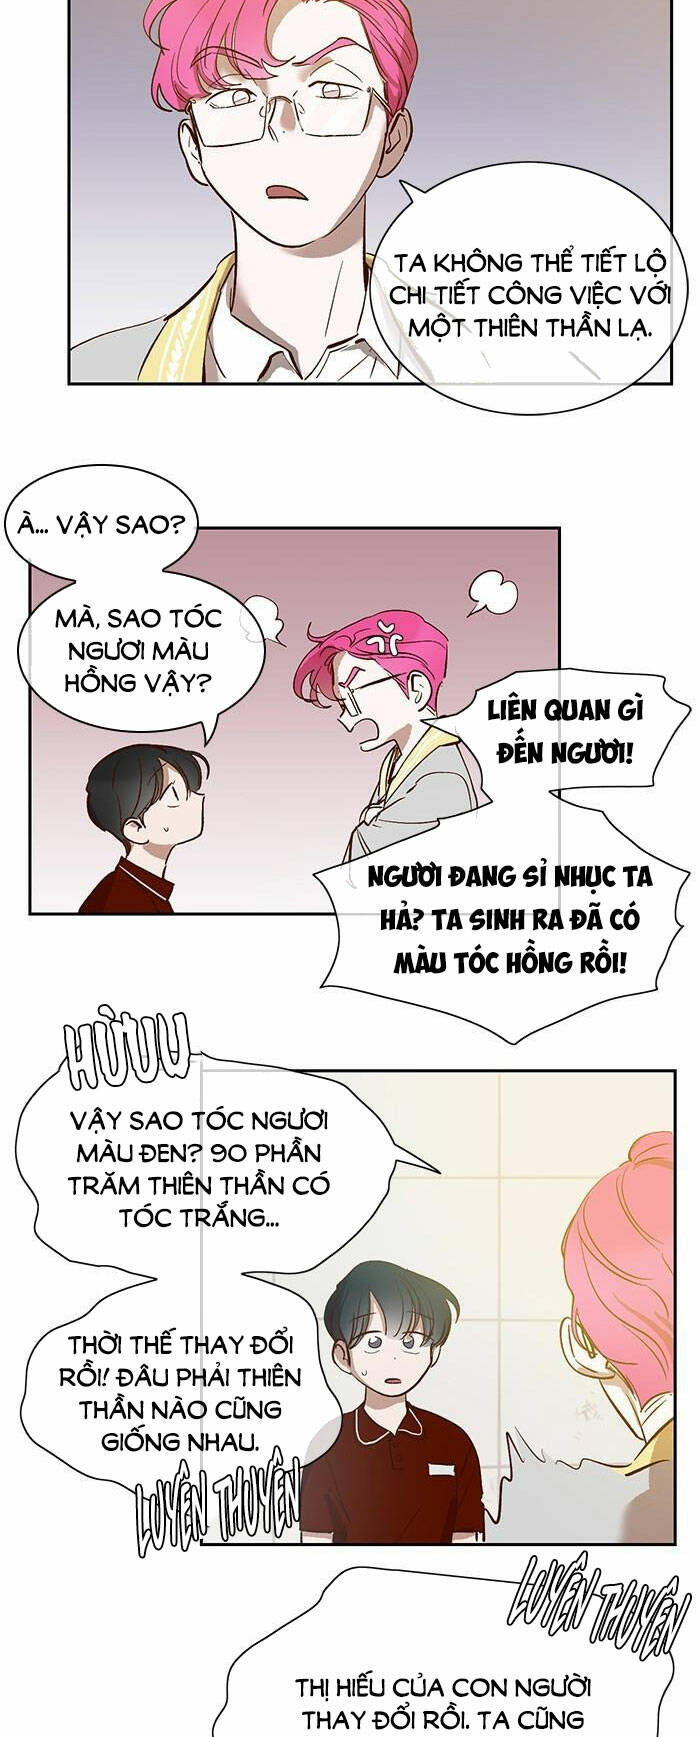 TA KHÔNG THỂ TIẾT LỘ
CHI TIẾT CÔNG VIỆC VỚI
MỘT THIÊN THẦN LẠ.
À... VẬY SAO?
MÀ, SAO TÓC
NGƯƠI MÀU
HỒNG VẬY?
LIÊN QUAN GÌ
ĐẾN NGƯƠI!
NGƯƠI ĐANG SỈ NHỤC TA
HẢ? TA SINH RA ĐÃ CÓ
MÀU TÓC HỒNG RỒI!
HỪUU
VẬY SAO TÓC NGƯƠI
MÀU ĐEN? 90 PHẦN
TRĂM THIÊN THẦN CÓ
TÓC TRẮNG...
THỜI THẾ THAY ĐỔI
RỒI! ĐÂU PHẢI THIÊN
THẦN NÀO CŨNG
GIỐNG NHAU.
LUYÊN THUYÊN
LUYÊN THUYÊN
THỊ HIẾU CỦA CON NGƯỜI
THAY ĐỔI RỒI. TA CŨNG